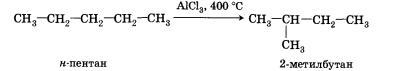 AlCl₃, 400 °C
CH₃—CH₂—CH₂—CH₂—CH₃ ⟶ CH₃—CH—CH₂—CH₃
CH₃
н-пентан 2-метилбутан